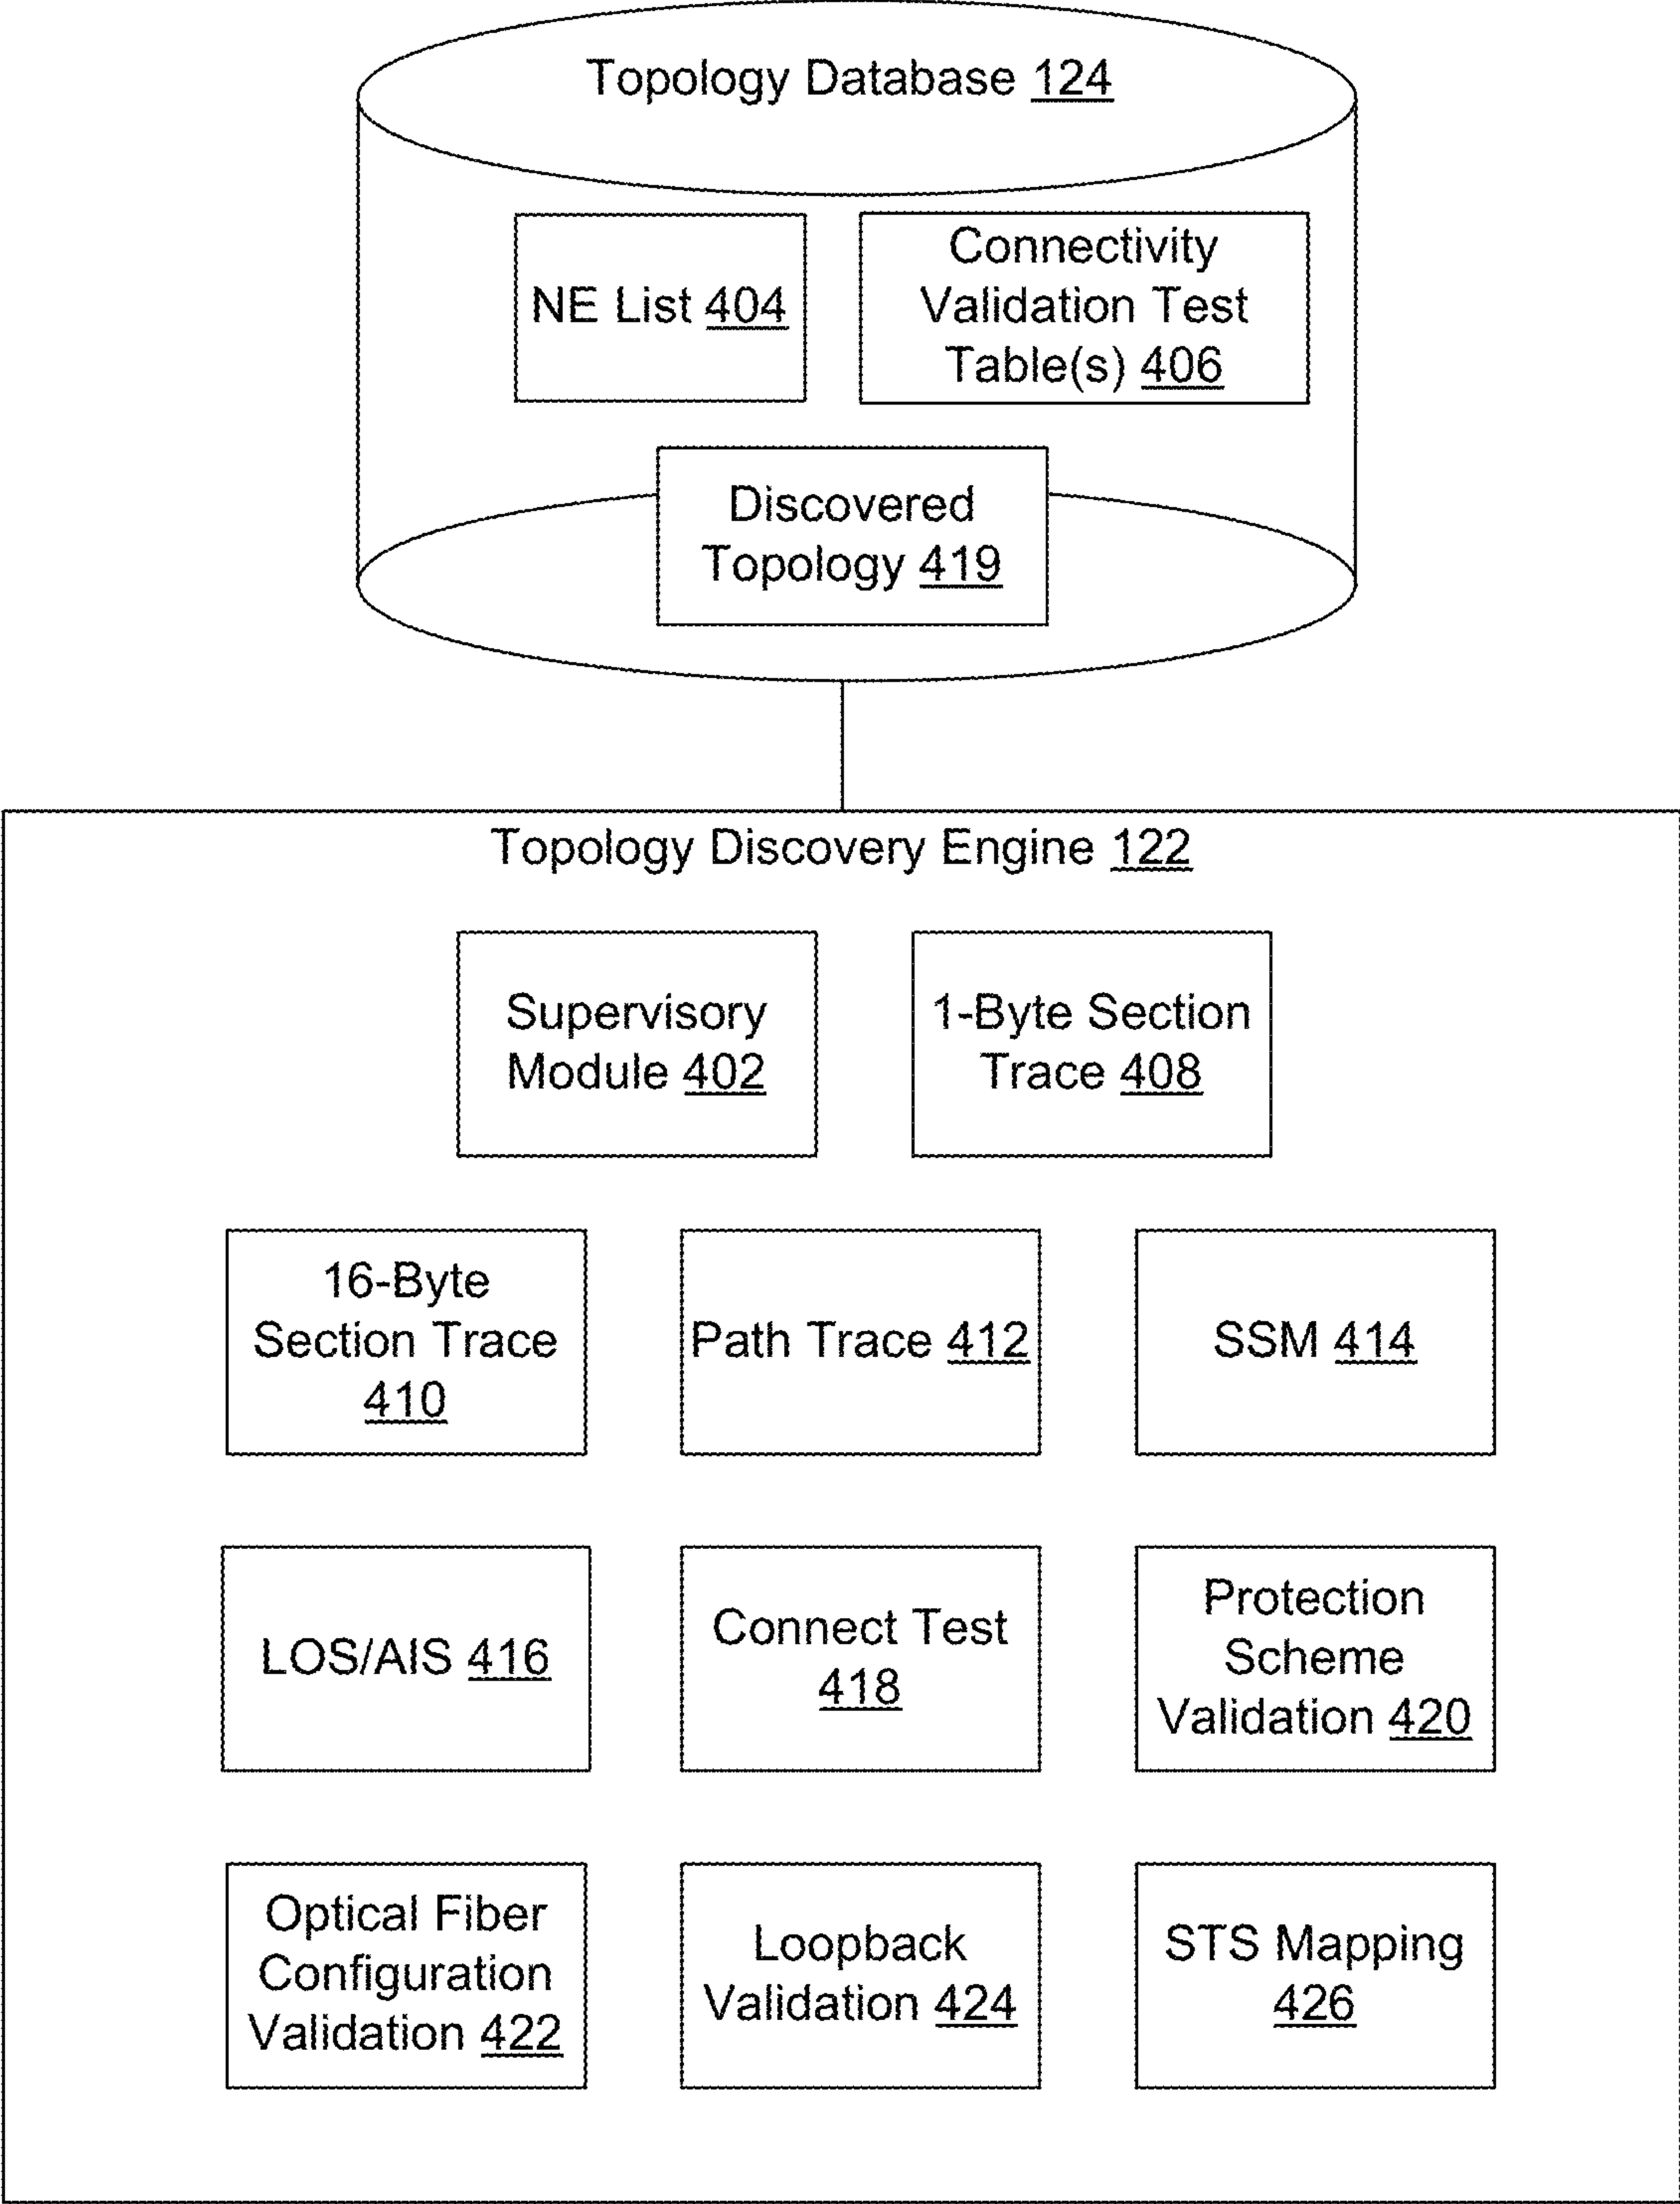 Topology Database 124
NE List 404
Connectivity
Validation Test
Table(s) 406
Discovered
Topology 419
Topology Discovery Engine 122
Supervisory
Module 402
1-Byte Section
Trace 408
16-Byte
Section Trace
410
Path Trace 412
SSM 414
LOS/AIS 416
Connect Test
418
Protection
Scheme
Validation 420
Optical Fiber
Configuration
Validation 422
Loopback
Validation 424
STS Mapping
426